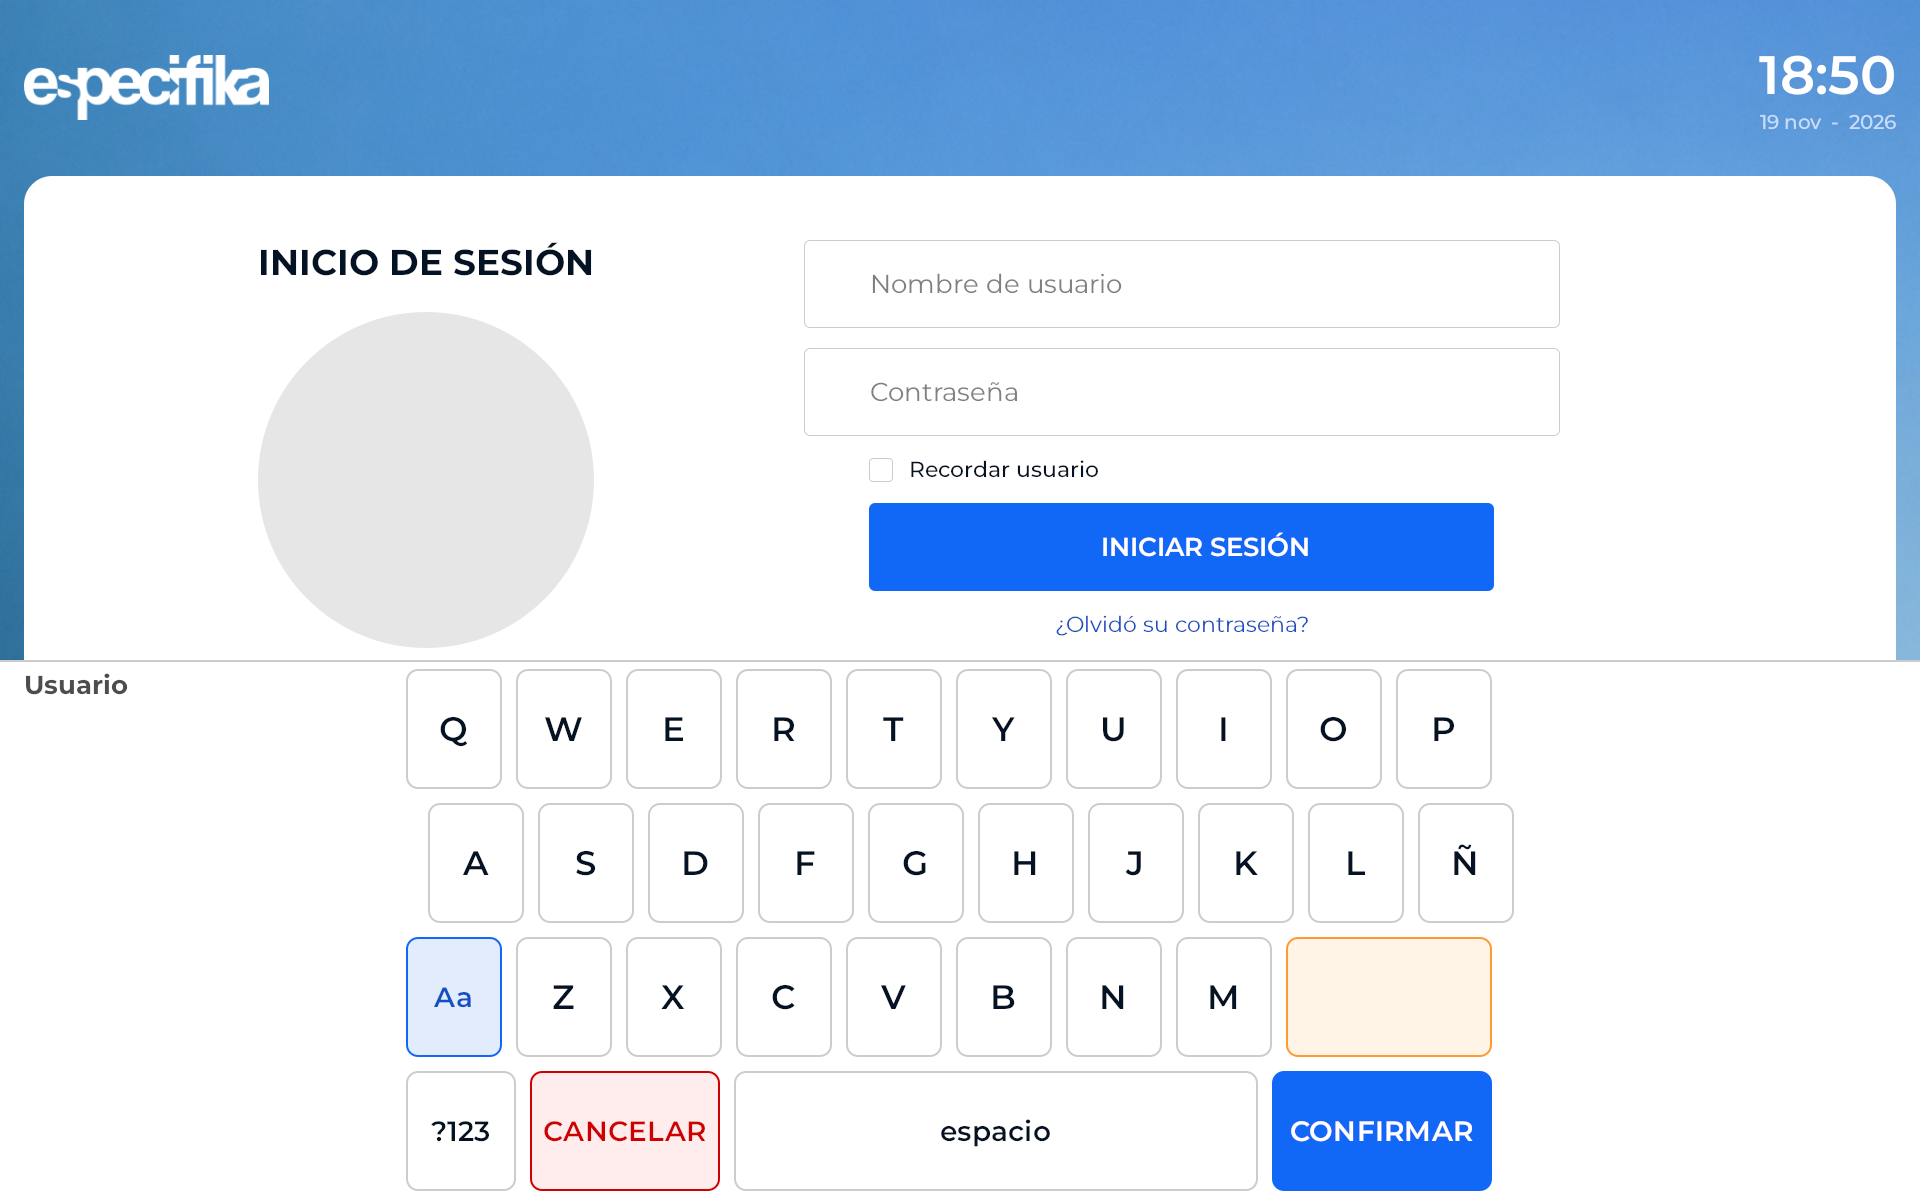 especifika
18:50
19 nov - 2026
INICIO DE SESIÓN
Nombre de usuario
Contraseña
Recordar usuario
INICIAR SESIÓN
¿Olvidó su contraseña?
Usuario
Q W E R T Y U I O P
A S D F G H J K L Ñ
Aa Z X C V B N M
?123 CANCELAR espacio CONFIRMAR